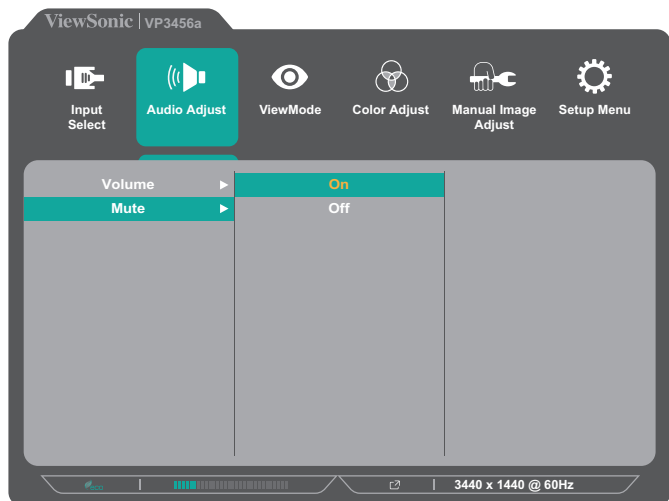 ViewSonic | VP3456a
Input
Select
Audio Adjust
ViewMode
Color Adjust
Manual Image
Adjust
Setup Menu
Volume
On
Mute
Off
3440 x 1440 @ 60Hz